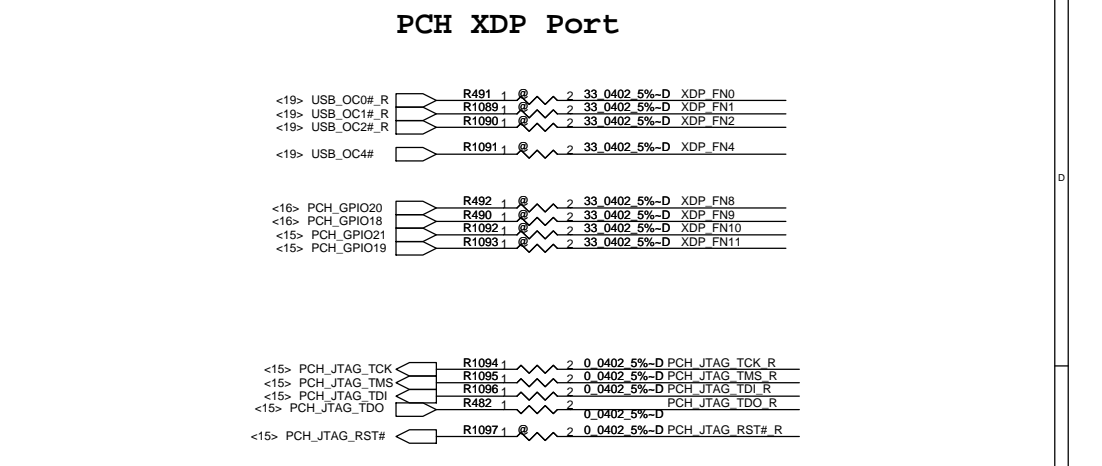 PCH XDP Port
<19> USB_OC0#_R R491 1 @ 2 33_0402_5%~D XDP_FN0
<19> USB_OC1#_R R1089 1 @ 2 33_0402_5%~D XDP_FN1
<19> USB_OC2#_R R1090 1 @ 2 33_0402_5%~D XDP_FN2
<19> USB_OC4# R1091 1 @ 2 33_0402_5%~D XDP_FN4
D
<16> PCH_GPIO20 R492 1 @ 2 33_0402_5%~D XDP_FN8
<16> PCH_GPIO18 R490 1 @ 2 33_0402_5%~D XDP_FN9
<15> PCH_GPIO21 R1092 1 @ 2 33_0402_5%~D XDP_FN10
<15> PCH_GPIO19 R1093 1 @ 2 33_0402_5%~D XDP_FN11
<15> PCH_JTAG_TCK R1094 1 2 0_0402_5%~D PCH_JTAG_TCK_R
<15> PCH_JTAG_TMS R1095 1 2 0_0402_5%~D PCH_JTAG_TMS_R
<15> PCH_JTAG_TDI R1096 1 2 0_0402_5%~D PCH_JTAG_TDI_R
<15> PCH_JTAG_TDO R482 1 2 PCH_JTAG_TDO_R
0_0402_5%~D
<15> PCH_JTAG_RST# R1097 1 @ 2 0_0402_5%~D PCH_JTAG_RST#_R